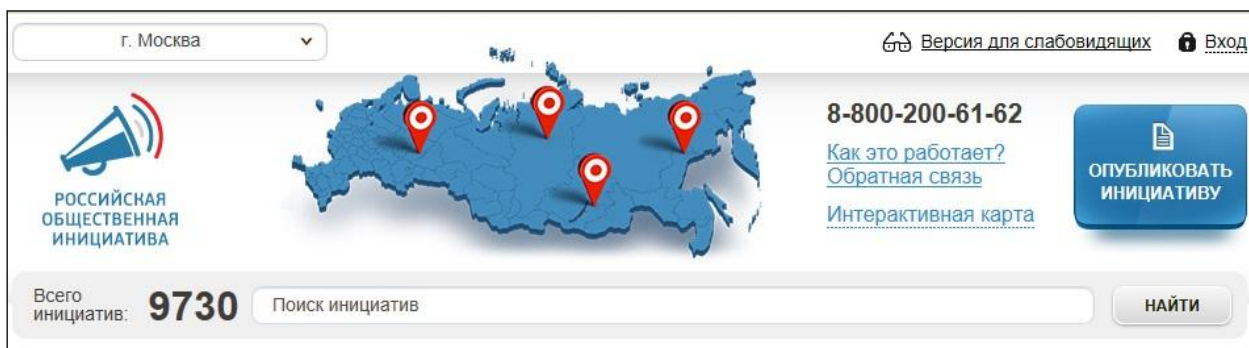 г. Москва
Версия для слабовидящих
Вход
РОССИЙСКАЯ
ОБЩЕСТВЕННАЯ
ИНИЦИАТИВА
8-800-200-61-62
Как это работает?
Обратная связь
Интерактивная карта
ОПУБЛИКОВАТЬ
ИНИЦИАТИВУ
Всего
инициатив:
9730
Поиск инициатив
НАЙТИ